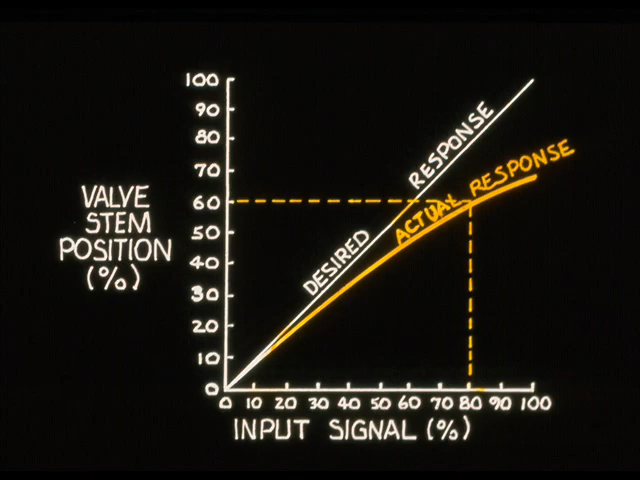 100
90
80
70
60
50
40
30
20
10
0
VALVE
STEM
POSITION
(%)
DESIRED RESPONSE
ACTUAL RESPONSE
0 10 20 30 40 50 60 70 80 90 100
INPUT SIGNAL (%)